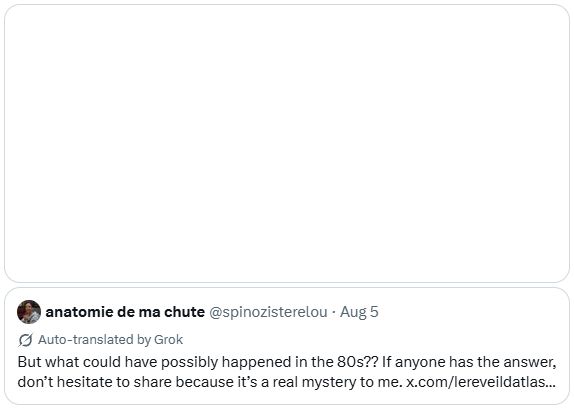 anatomie de ma chute @spinozisterelou · Aug 5
Auto-translated by Grok
But what could have possibly happened in the 80s?? If anyone has the answer,
don’t hesitate to share because it’s a real mystery to me. x.com/lereveildatlas…